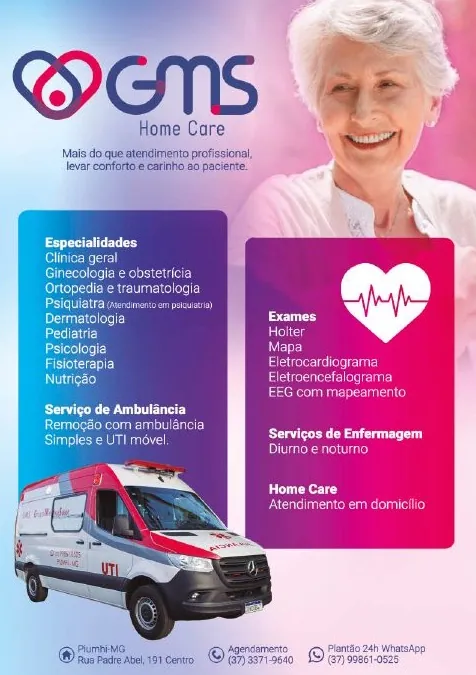 GMS
Home Care
Mais do que atendimento profissional,
levar conforto e carinho ao paciente.
Especialidades
Clínica geral
Ginecologia e obstetrícia
Ortopedia e traumatologia
Psiquiatra (Atendimento em psiquiatria)
Dermatologia
Pediatria
Psicologia
Fisioterapia
Nutrição
Serviço de Ambulância
Remoção com ambulância
Simples e UTI móvel.
Exames
Holter
Mapa
Eletrocardiograma
Eletroencefalograma
EEG com mapeamento
Serviços de Enfermagem
Diurno e noturno
Home Care
Atendimento em domicílio
PIUMHI-MG
UTI
Piumhi-MG
Rua Padre Abel, 191 Centro
Agendamento
(37) 3371-9640
Plantão 24h WhatsApp
(37) 99861-0525